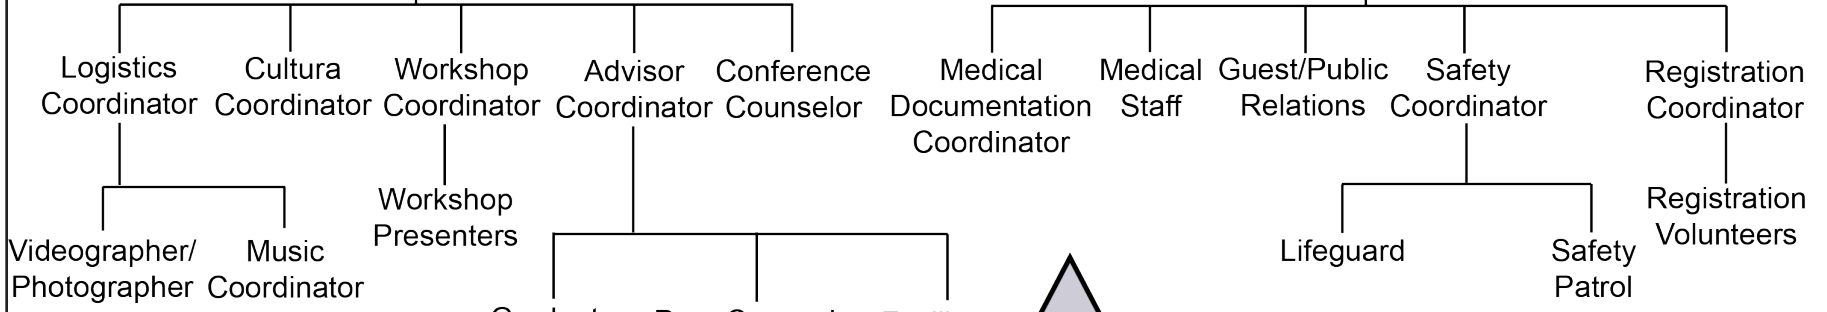 Logistics
Coordinator
Cultura
Coordinator
Workshop
Coordinator
Advisor
Coordinator
Conference
Counselor
Medical
Documentation
Coordinator
Medical
Staff
Guest/Public
Relations
Safety
Coordinator
Registration
Coordinator
Videographer/
Photographer
Music
Coordinator
Workshop
Presenters
Lifeguard
Safety
Patrol
Registration
Volunteers